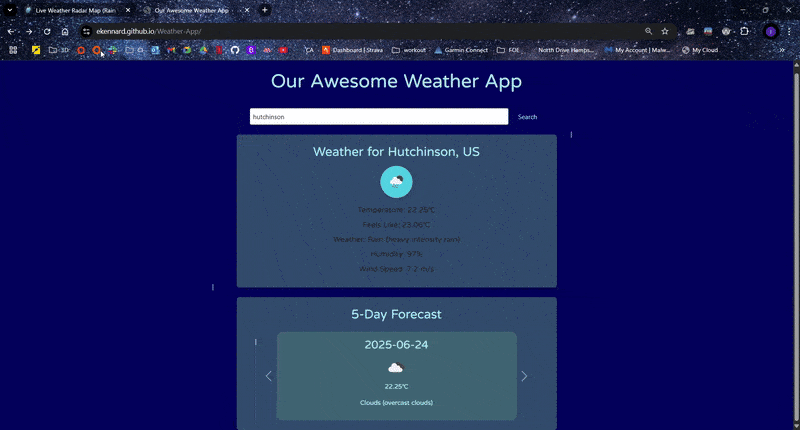 Live Weather Radar Map (Rain
Our Awesome Weather App
ekennard.github.io/Weather-App/
3D
CA
Dashboard | Strava
workout
Garmin Connect
FOE
North Drive Hamps...
My Account | Malw...
My Cloud
Our Awesome Weather App
hutchinson
Search
Weather for Hutchinson, US
Temperature: 22.25°C
Feels Like: 23.06°C
Weather: Rain (heavy intensity rain)
Humidity: 97%
Wind Speed: 7.2 m/s
5-Day Forecast
2025-06-24
22.25°C
Clouds (overcast clouds)